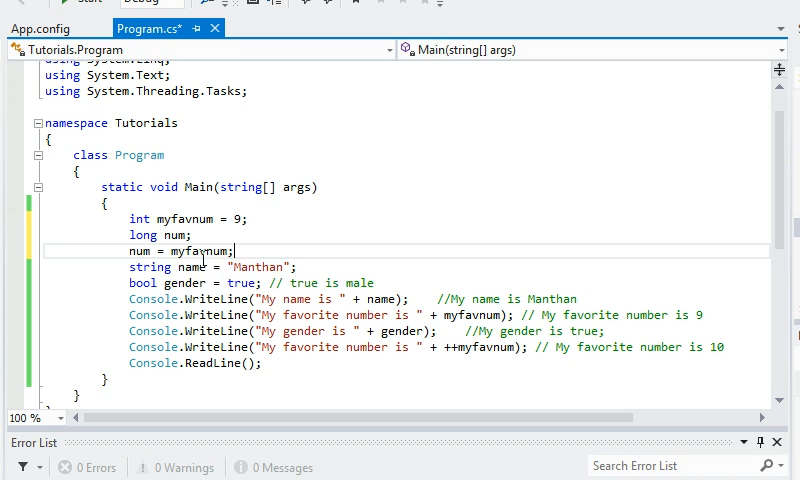 Start
Debug
App.config
Program.cs*
Tutorials.Program
Main(string[] args)
using System.Linq;
using System.Text;
using System.Threading.Tasks;
namespace Tutorials
{
class Program
{
static void Main(string[] args)
{
int myfavnum = 9;
long num;
num = myfavnum;
string name = "Manthan";
bool gender = true; // true is male
Console.WriteLine("My name is " + name); //My name is Manthan
Console.WriteLine("My favorite number is " + myfavnum); // My favorite number is 9
Console.WriteLine("My gender is " + gender); //My gender is true;
Console.WriteLine("My favorite number is " + ++myfavnum); // My favorite number is 10
Console.ReadLine();
}
}
100 %
Error List
0 Errors
0 Warnings
0 Messages
Search Error List